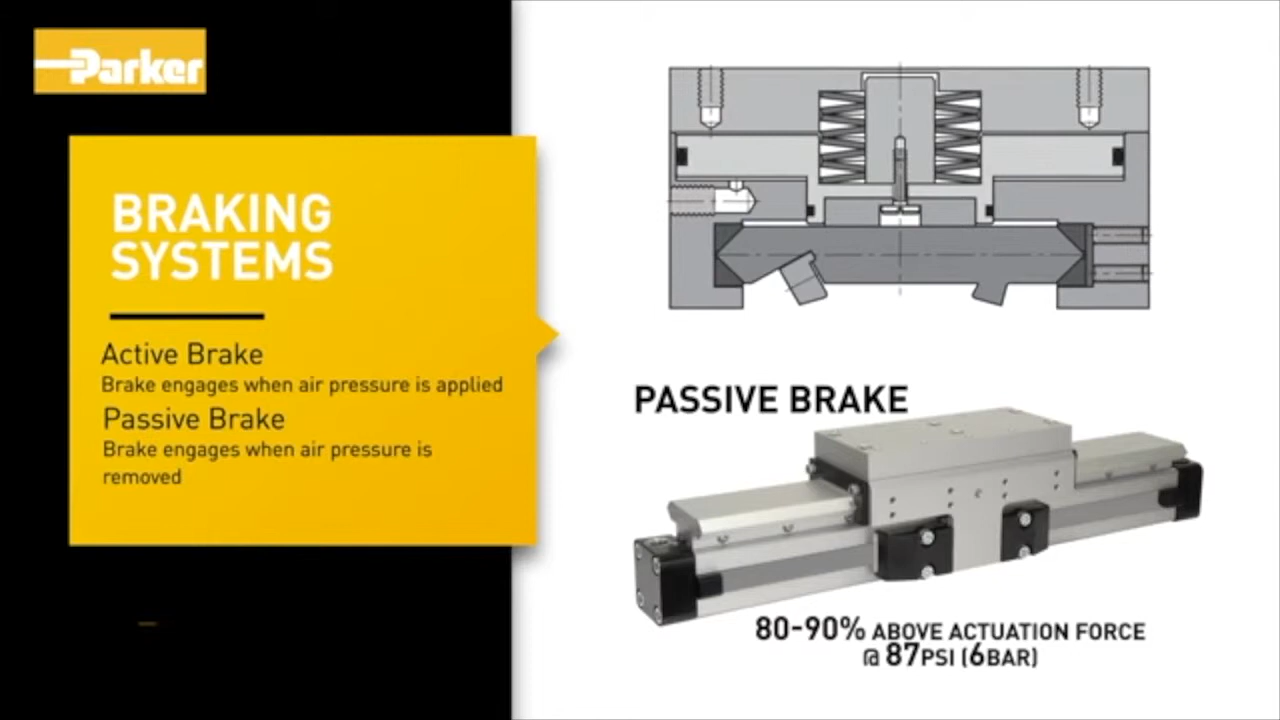 Parker
BRAKING
SYSTEMS
Active Brake
Brake engages when air pressure is applied
Passive Brake
Brake engages when air pressure is
removed
PASSIVE BRAKE
80-90% ABOVE ACTUATION FORCE
@ 87PSI (6BAR)